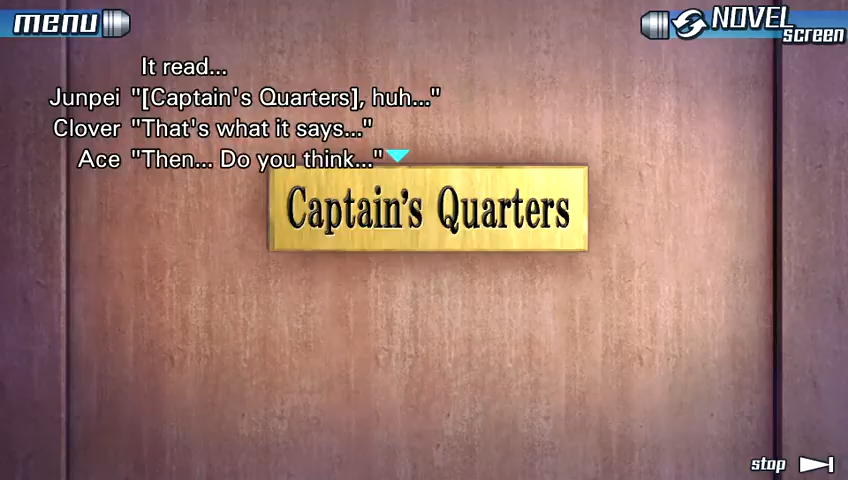 menu
NOVEL
screen
It read...
Junpei "[Captain's Quarters], huh..."
Clover "That's what it says..."
Ace "Then... Do you think..."
Captain's Quarters
stop